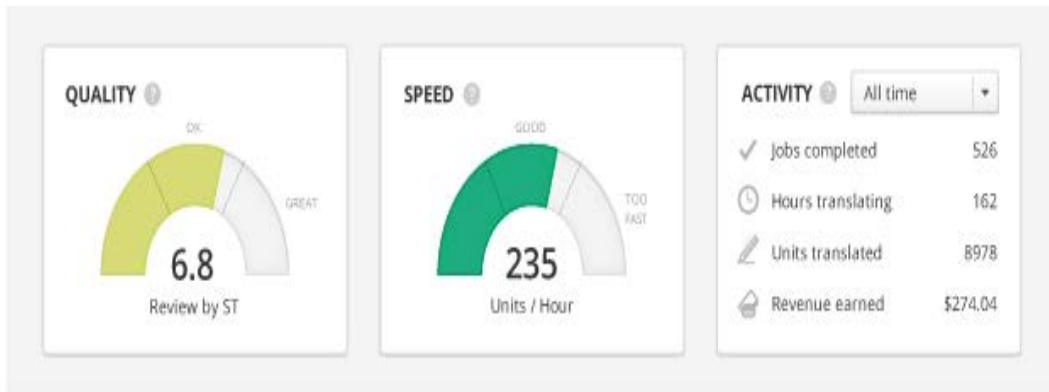 QUALITY ?
OK
GREAT
6.8
Review by ST
SPEED ?
GOOD
TOO
FAST
235
Units / Hour
ACTIVITY ? All time
Jobs completed 526
Hours translating 162
Units translated 8978
Revenue earned $274.04